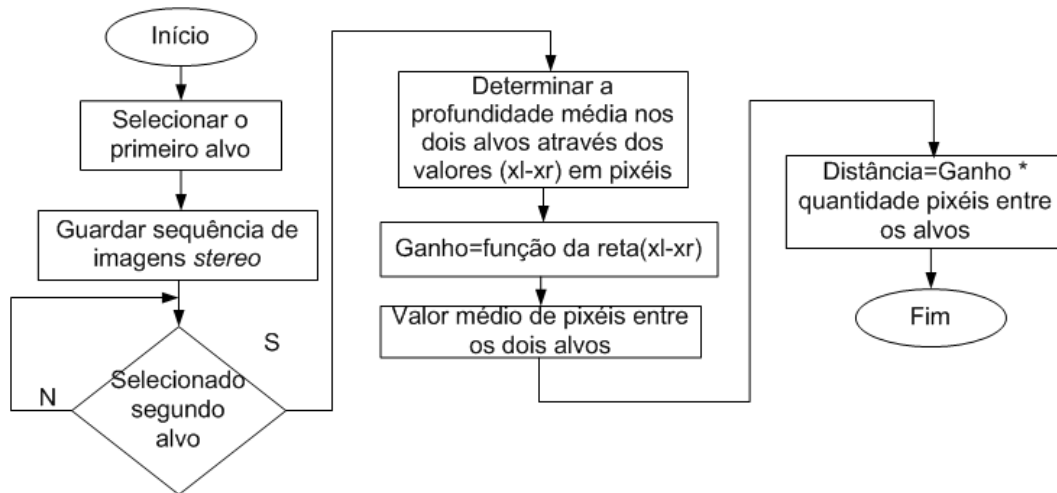 Início
Selecionar o
primeiro alvo
Guardar sequência de
imagens stereo
S
N
Selecionado
segundo
alvo
Determinar a
profundidade média nos
dois alvos através dos
valores (xl-xr) em pixéis
Ganho=função da reta(xl-xr)
Valor médio de pixéis entre
os dois alvos
Distância=Ganho *
quantidade pixéis entre
os alvos
Fim